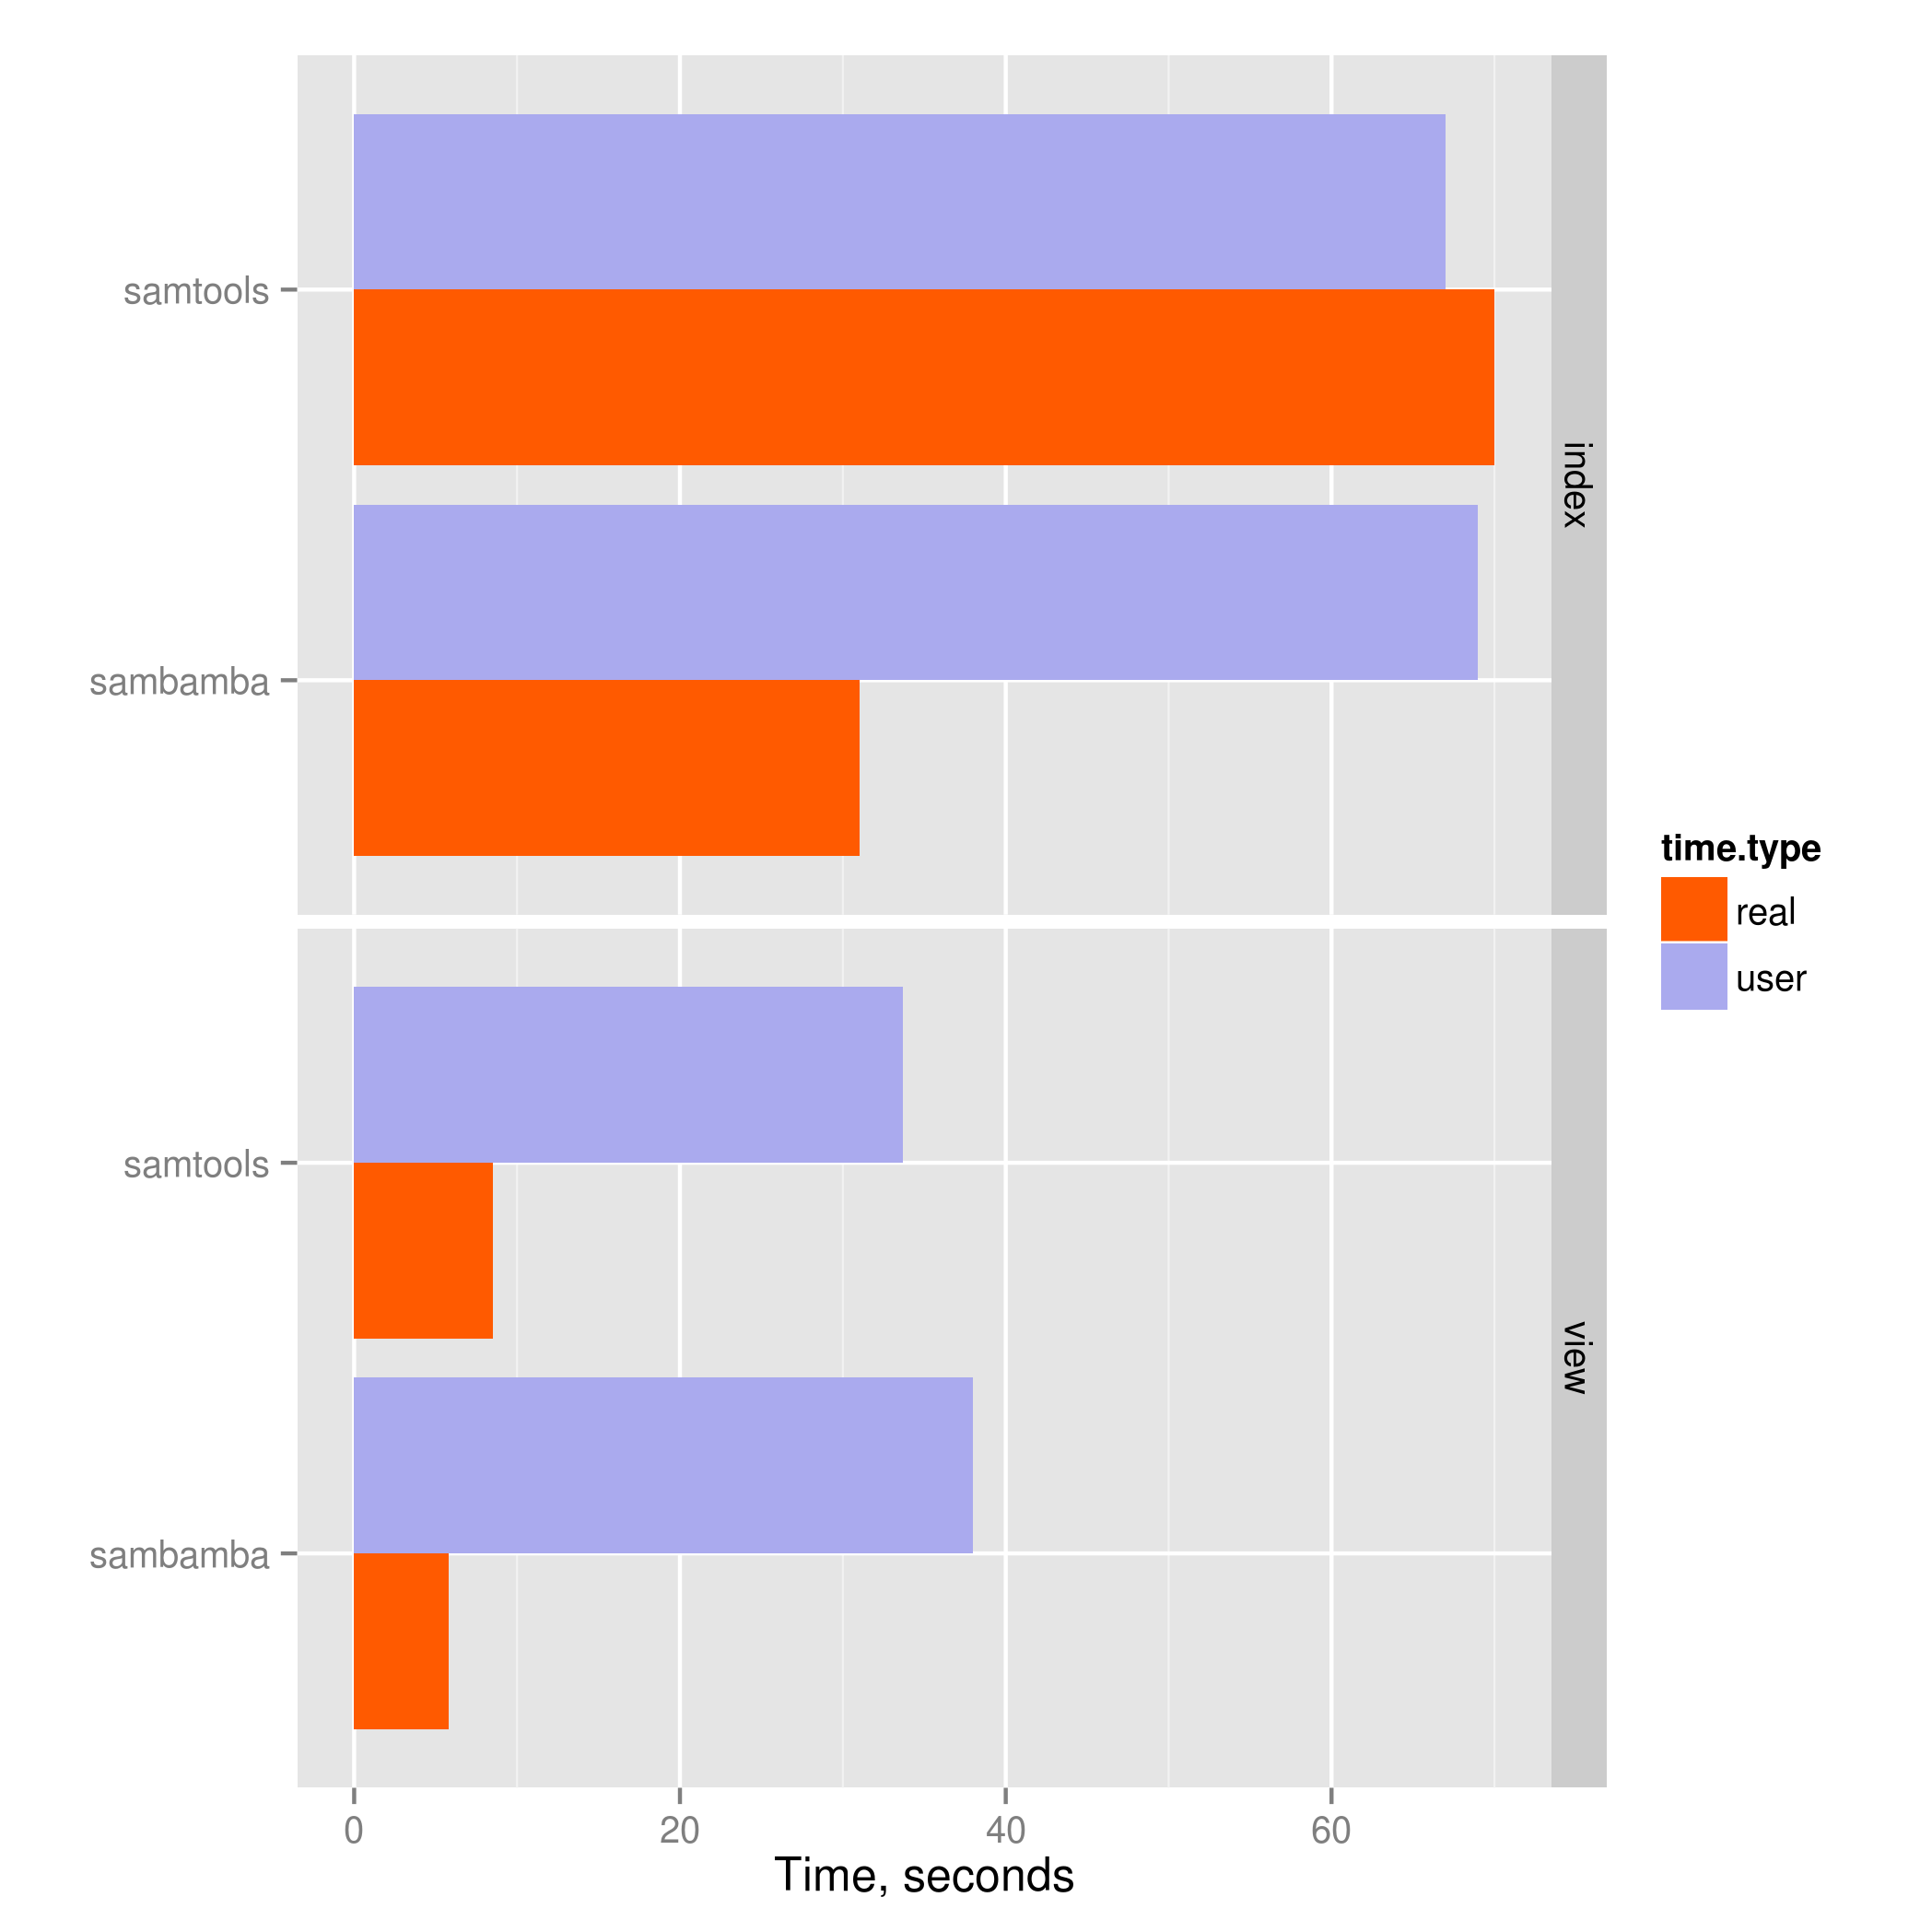 samtools
sambamba
index
samtools
sambamba
view
0 20 40 60
Time, seconds
time.type
real
user